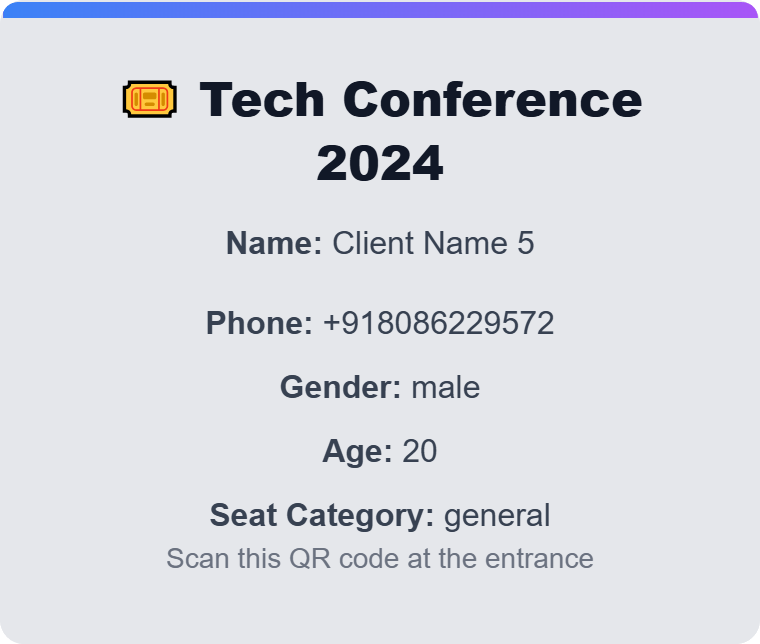 🎫 Tech Conference
2024
Name: Client Name 5
Phone: +918086229572
Gender: male
Age: 20
Seat Category: general
Scan this QR code at the entrance